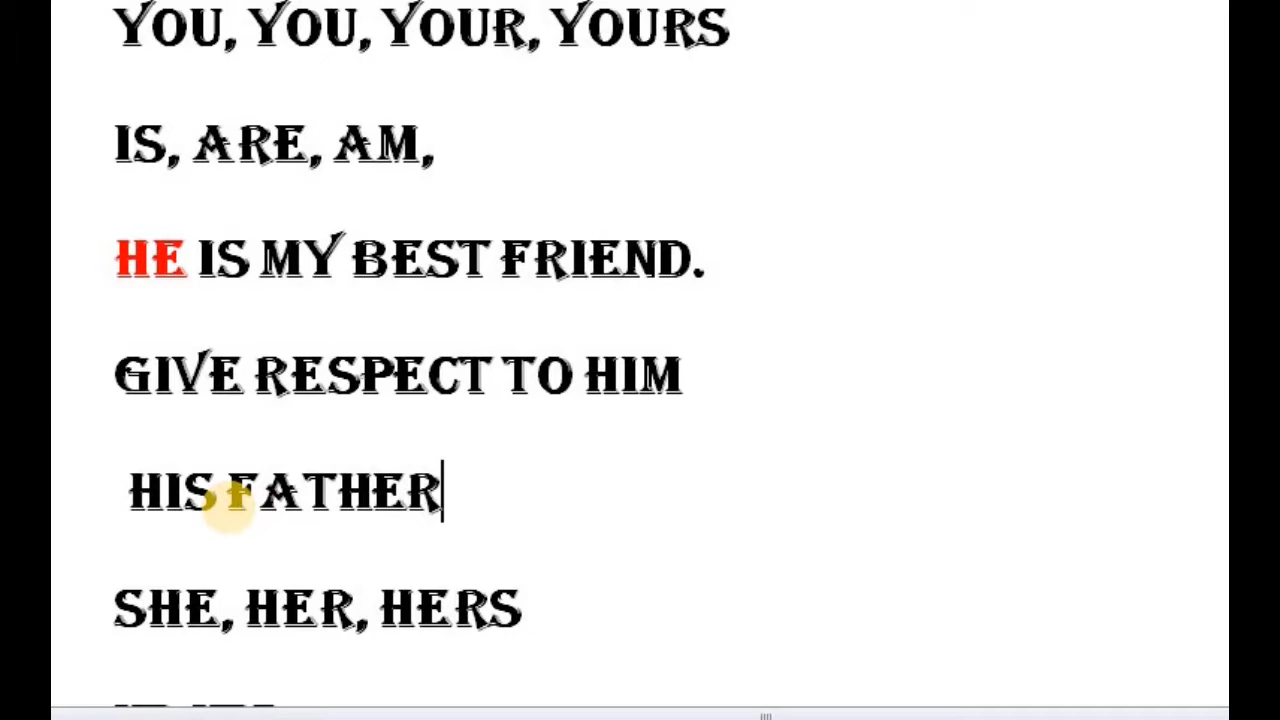 YOU, YOU, YOUR, YOURS
IS, ARE, AM,
HE IS MY BEST FRIEND.
GIVE RESPECT TO HIM
HIS FATHER
SHE, HER, HERS